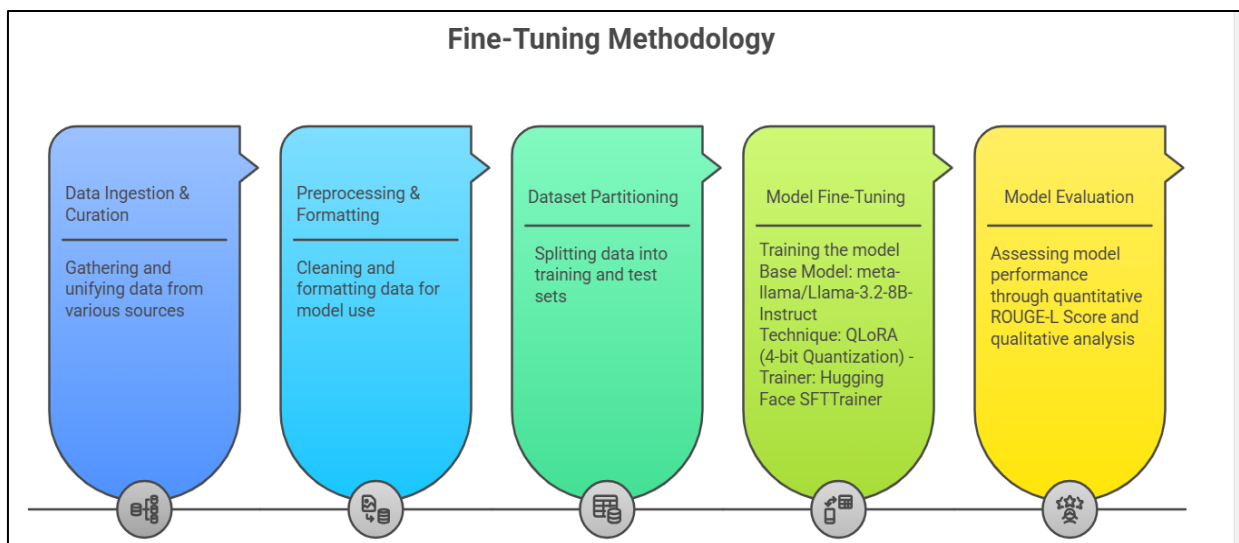 Fine-Tuning Methodology
Data Ingestion &
Curation
Gathering and
unifying data from
various sources
Preprocessing &
Formatting
Cleaning and
formatting data for
model use
Dataset Partitioning
Splitting data into
training and test
sets
Model Fine-Tuning
Training the model
Base Model: meta-
llama/Llama-3.2-8B-
Instruct
Technique: QLoRA
(4-bit Quantization) -
Trainer: Hugging
Face SFTTrainer
Model Evaluation
Assessing model
performance
through quantitative
ROUGE-L Score and
qualitative analysis